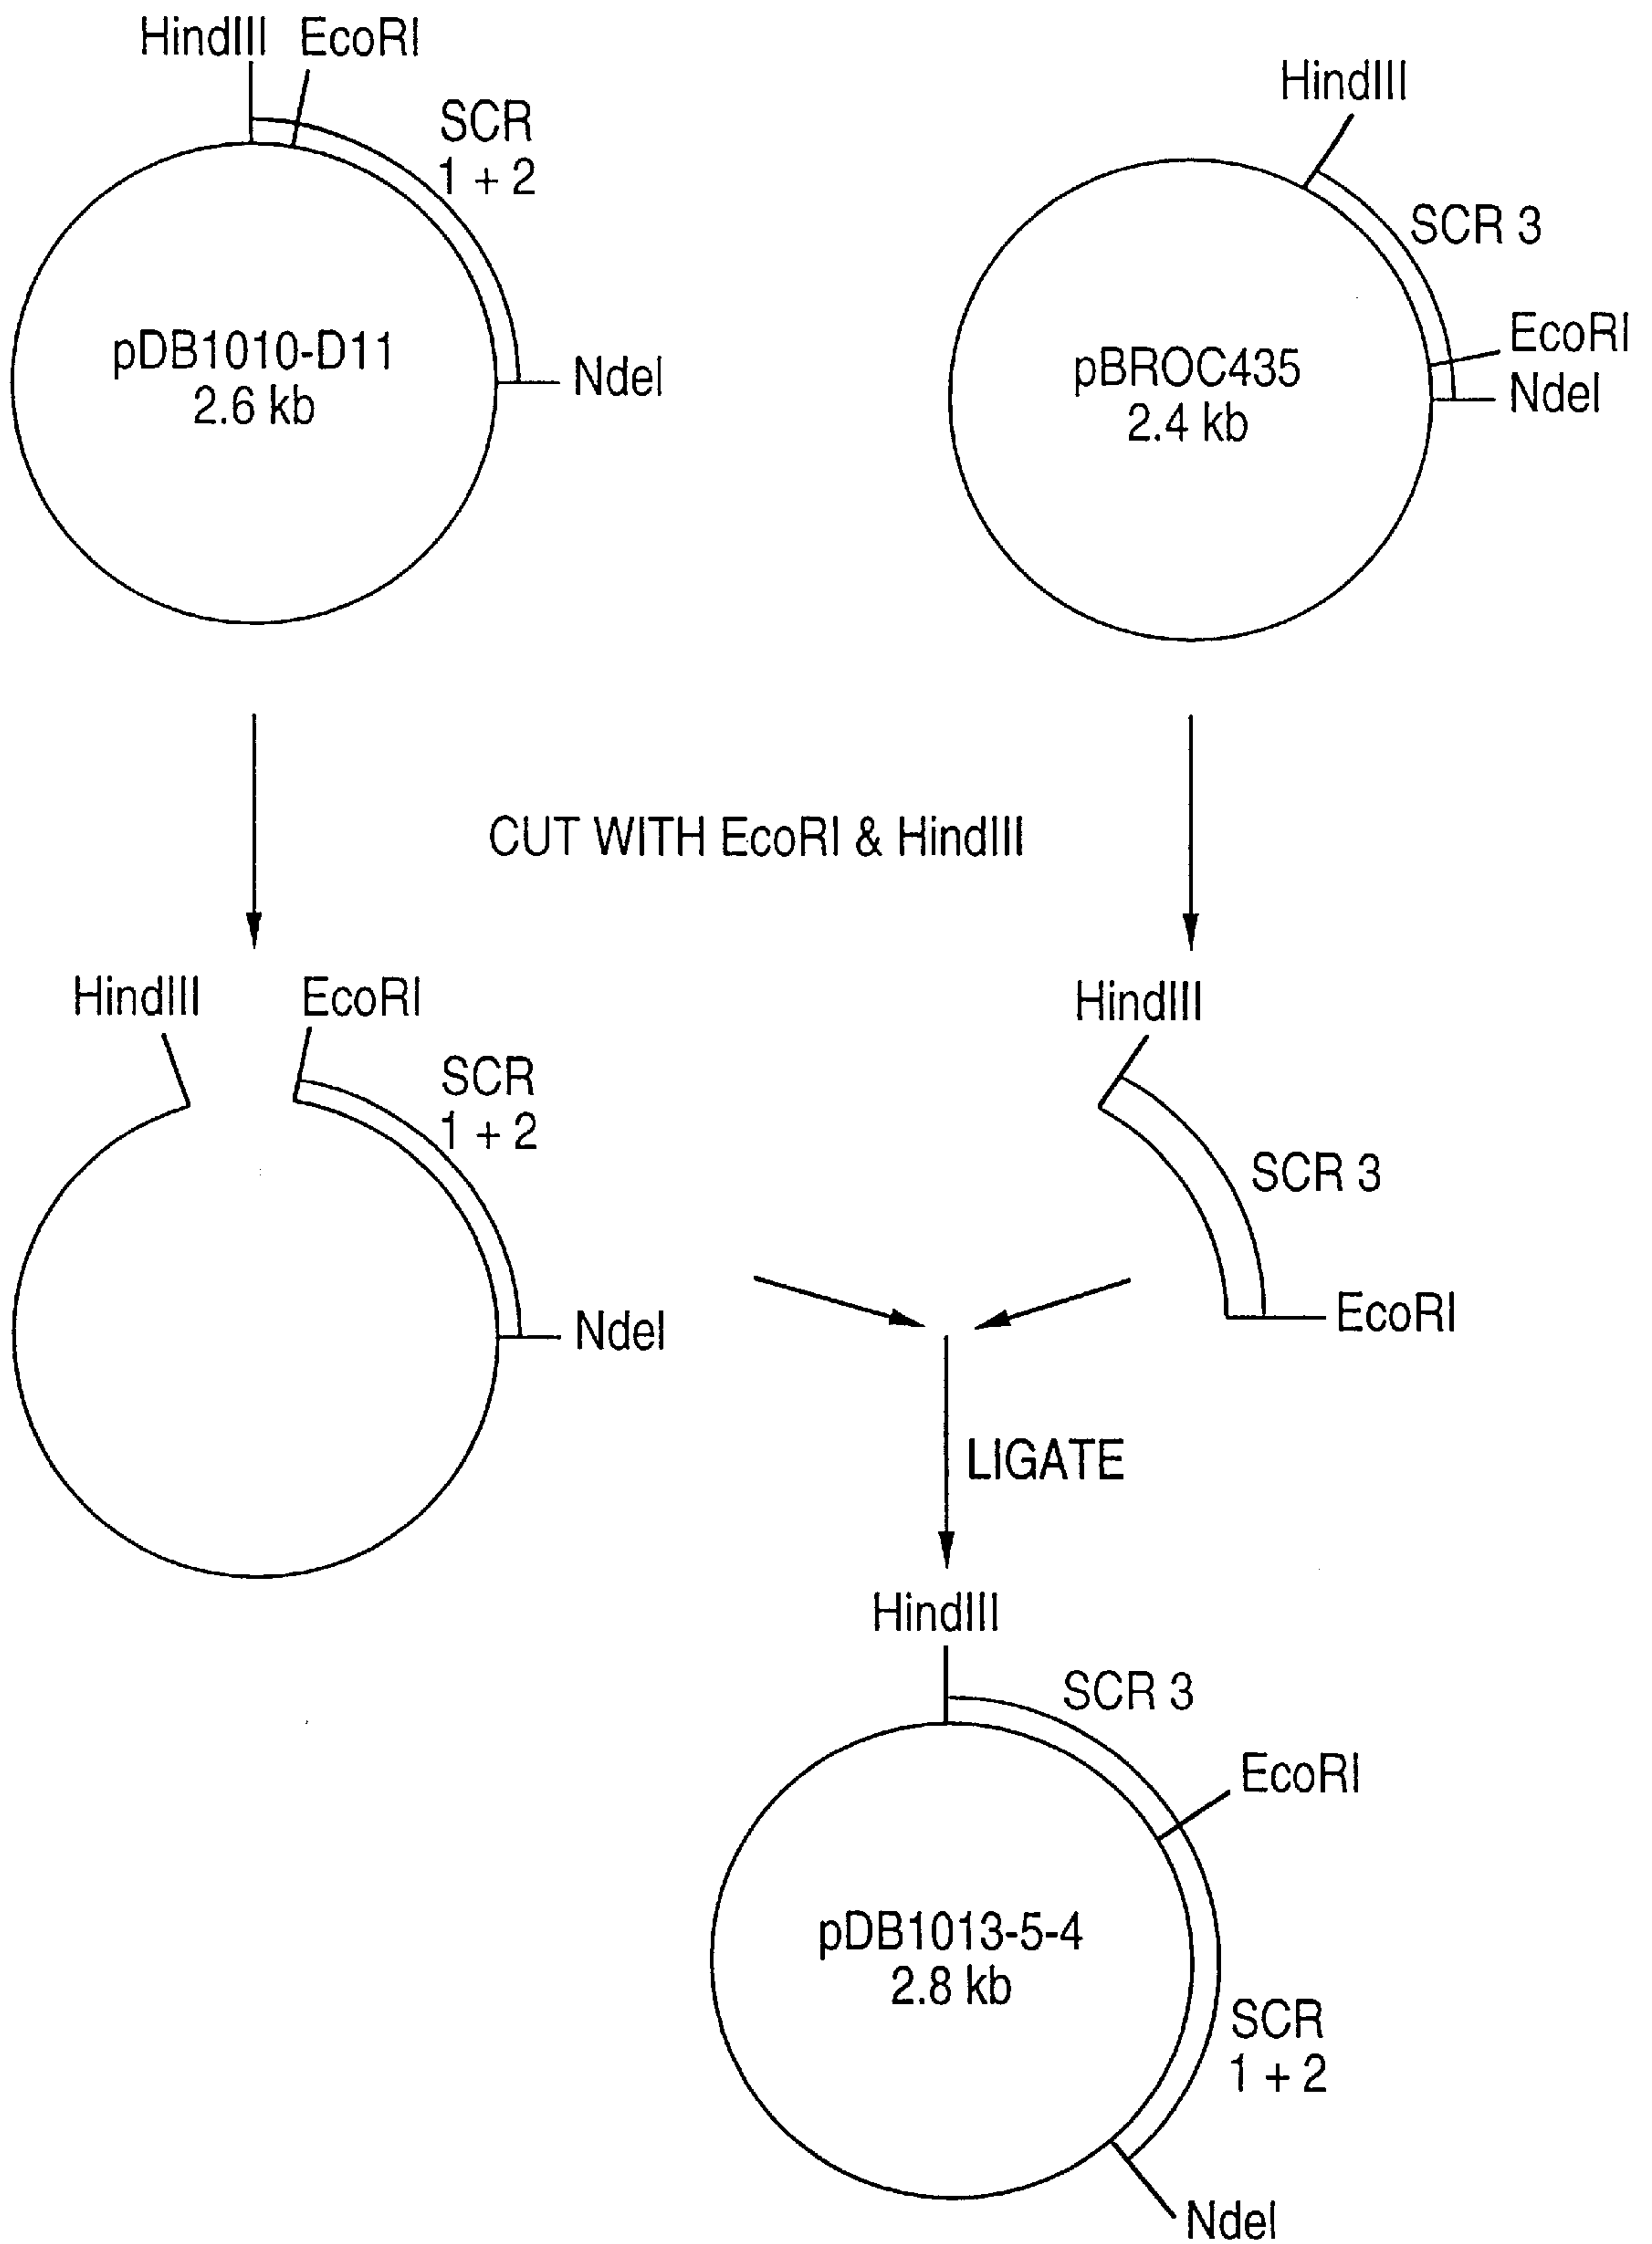 HindIII
EcoRI
SCR
1 + 2
pDB1010-D11
2.6 kb
NdeI
HindIII
SCR 3
EcoRI
NdeI
pBROC435
2.4 kb
CUT WITH EcoRI & HindIII
HindIII
EcoRI
SCR
1 + 2
NdeI
HindIII
SCR 3
EcoRI
LIGATE
HindIII
SCR 3
EcoRI
pDB1013-5-4
2.8 kb
SCR
1 + 2
NdeI